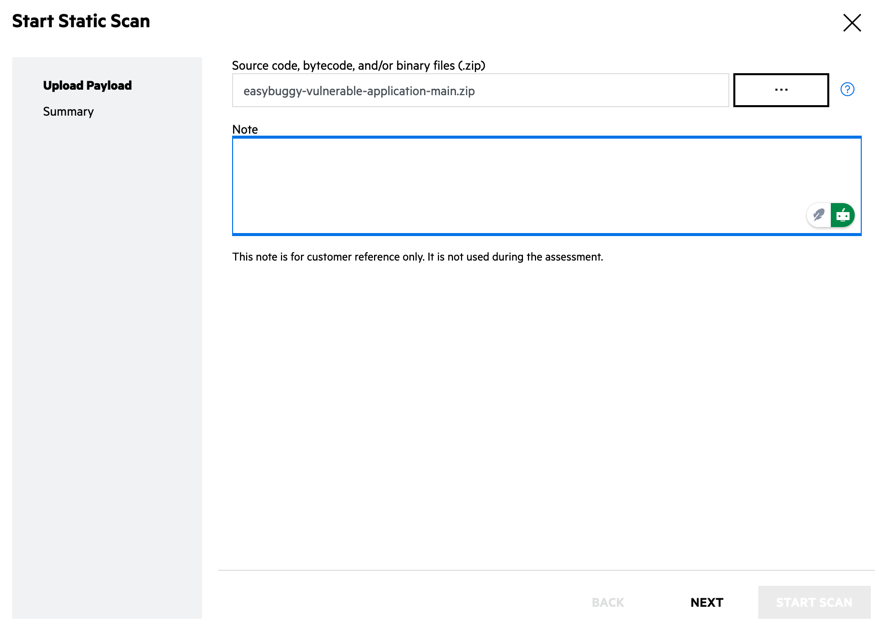 Start Static Scan
Upload Payload
Summary
Source code, bytecode, and/or binary files (.zip)
easybuggy-vulnerable-application-main.zip
...
?
Note
This note is for customer reference only. It is not used during the assessment.
BACK
NEXT
START SCAN